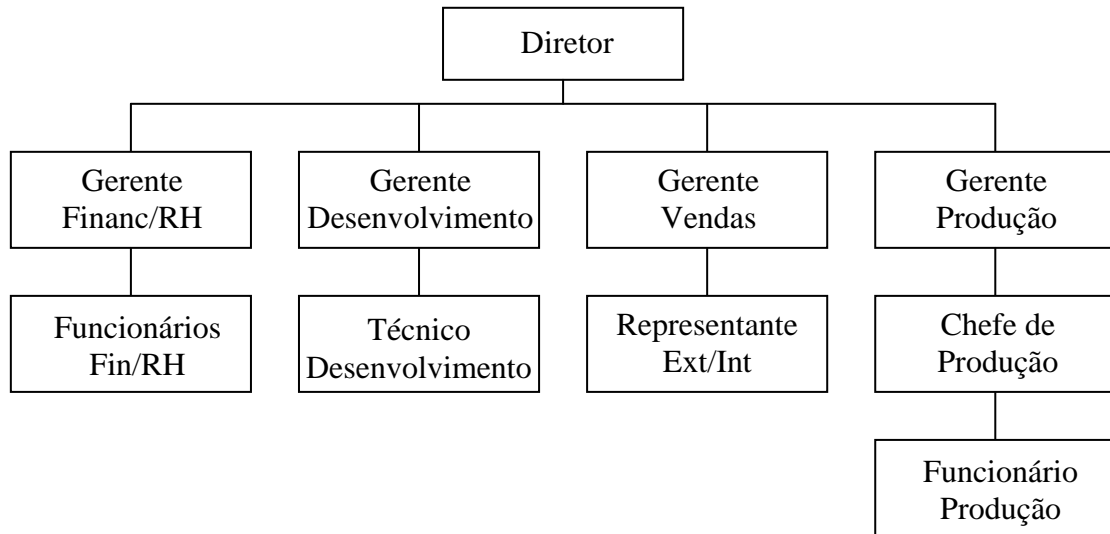 Diretor
Gerente
Financ/RH
Gerente
Desenvolvimento
Gerente
Vendas
Gerente
Produção
Funcionários
Fin/RH
Técnico
Desenvolvimento
Representante
Ext/Int
Chefe de
Produção
Funcionário
Produção